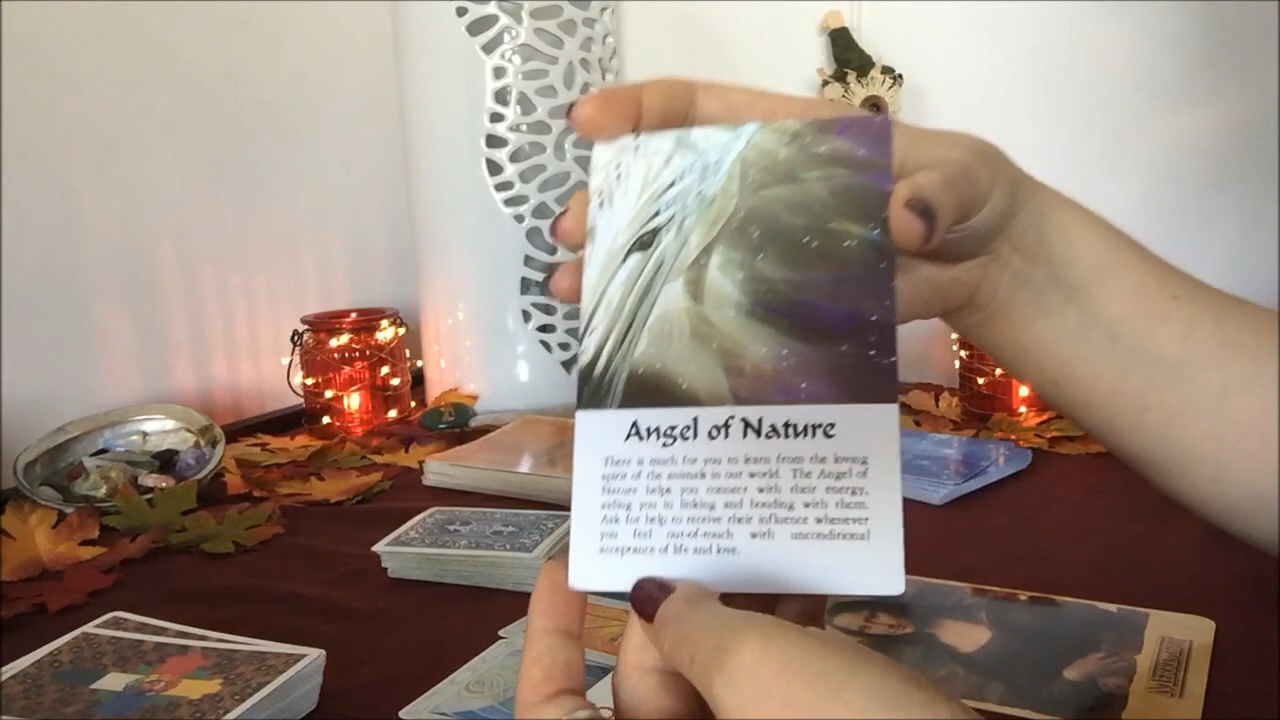 Angel of Nature
There is much for you to learn from the loving
spirit of the animals in our world. The Angel of
Nature helps you connect with their energy,
aiding you in linking and bonding with them.
Ask for help to receive their influence whenever
you feel out-of-touch with unconditional
acceptance of life and love.